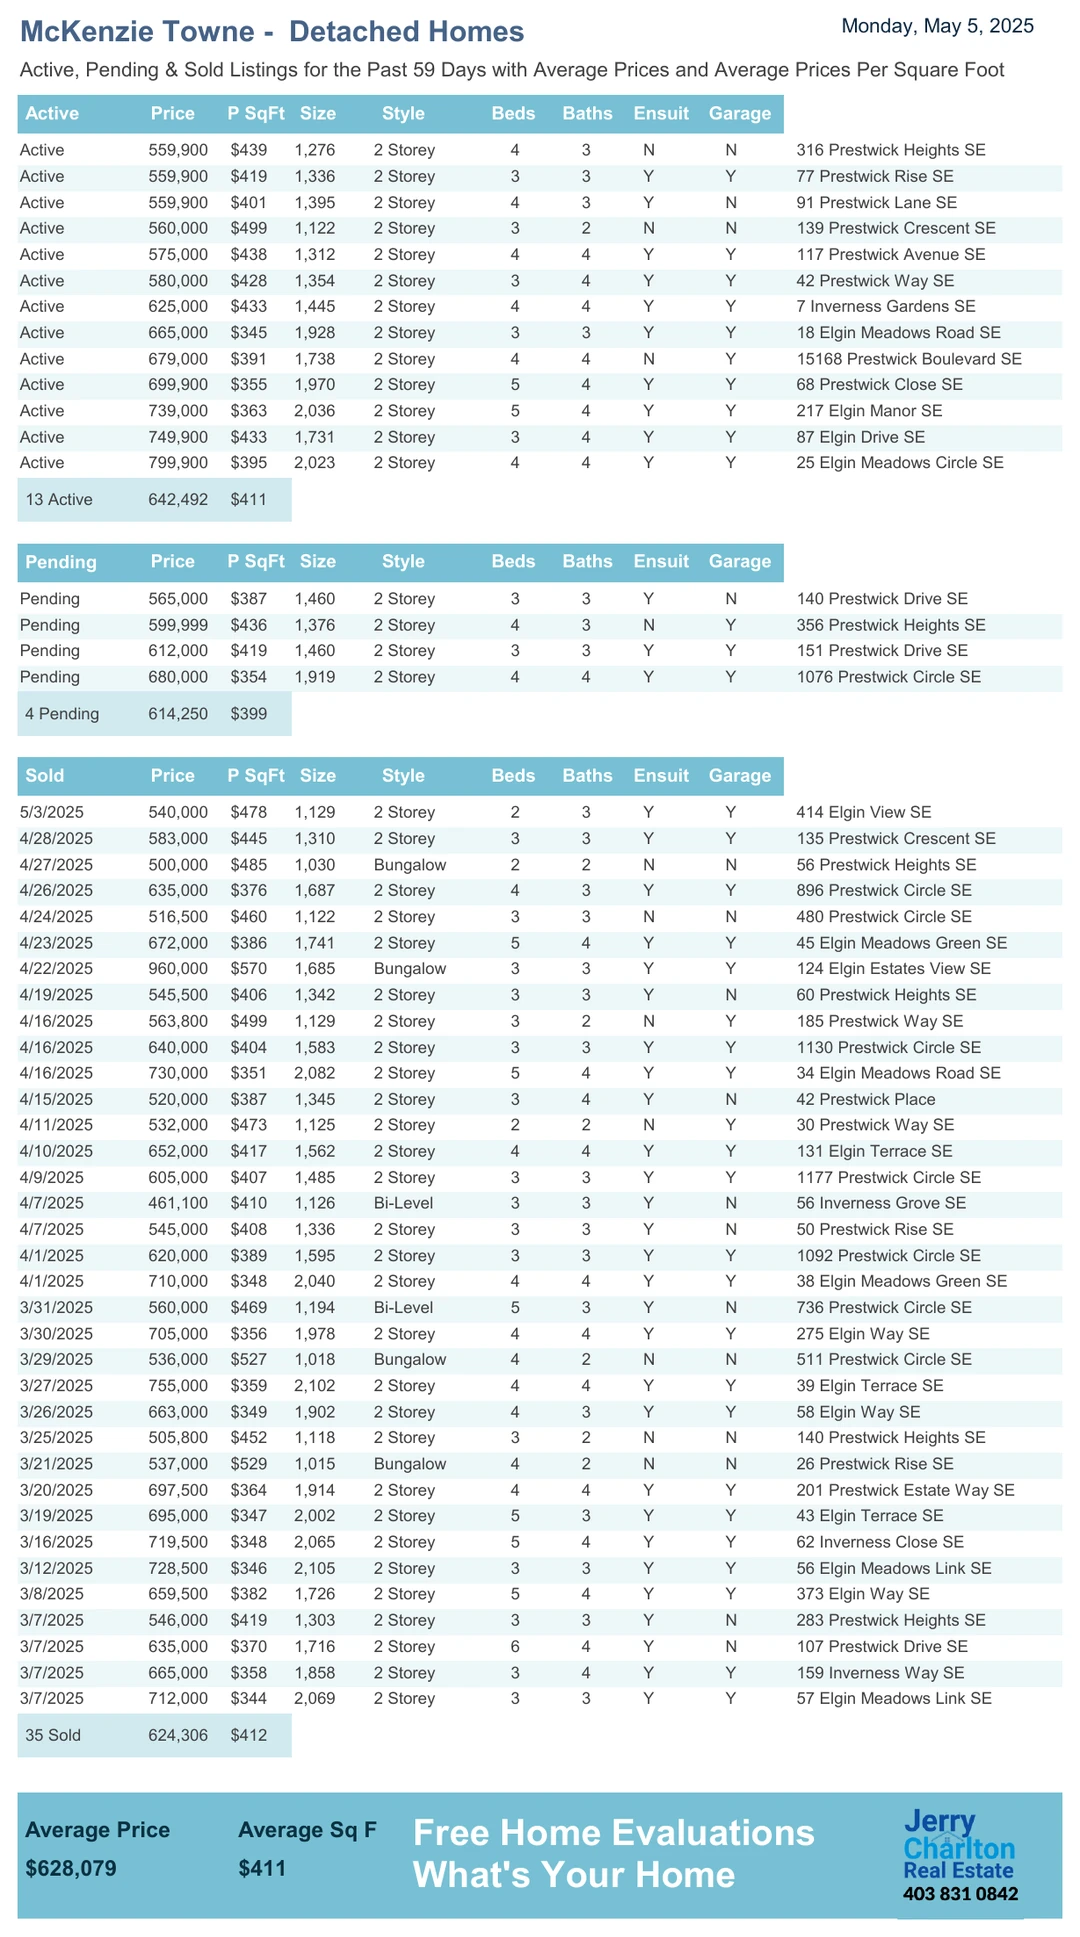 McKenzie Towne - Detached Homes Monday, May 5, 2025
Active, Pending & Sold Listings for the Past 59 Days with Average Prices and Average Prices Per Square Foot
Active Price P SqFt Size Style Beds Baths Ensuit Garage
Active 559,900 $439 1,276 2 Storey 4 3 N N 316 Prestwick Heights SE
Active 559,900 $419 1,336 2 Storey 3 3 Y Y 77 Prestwick Rise SE
Active 559,900 $401 1,395 2 Storey 4 3 Y N 91 Prestwick Lane SE
Active 560,000 $499 1,122 2 Storey 3 2 N N 139 Prestwick Crescent SE
Active 575,000 $438 1,312 2 Storey 4 4 Y Y 117 Prestwick Avenue SE
Active 580,000 $428 1,354 2 Storey 3 4 Y Y 42 Prestwick Way SE
Active 625,000 $433 1,445 2 Storey 4 4 Y Y 7 Inverness Gardens SE
Active 665,000 $345 1,928 2 Storey 3 3 Y Y 18 Elgin Meadows Road SE
Active 679,000 $391 1,738 2 Storey 4 4 N Y 15168 Prestwick Boulevard SE
Active 699,900 $355 1,970 2 Storey 5 4 Y Y 68 Prestwick Close SE
Active 739,000 $363 2,036 2 Storey 5 4 Y Y 217 Elgin Manor SE
Active 749,900 $433 1,731 2 Storey 3 4 Y Y 87 Elgin Drive SE
Active 799,900 $395 2,023 2 Storey 4 4 Y Y 25 Elgin Meadows Circle SE
13 Active 642,492 $411
Pending Price P SqFt Size Style Beds Baths Ensuit Garage
Pending 565,000 $387 1,460 2 Storey 3 3 Y N 140 Prestwick Drive SE
Pending 599,999 $436 1,376 2 Storey 4 3 N Y 356 Prestwick Heights SE
Pending 612,000 $419 1,460 2 Storey 3 3 Y Y 151 Prestwick Drive SE
Pending 680,000 $354 1,919 2 Storey 4 4 Y Y 1076 Prestwick Circle SE
4 Pending 614,250 $399
Sold Price P SqFt Size Style Beds Baths Ensuit Garage
5/3/2025 540,000 $478 1,129 2 Storey 2 3 Y Y 414 Elgin View SE
4/28/2025 583,000 $445 1,310 2 Storey 3 3 Y Y 135 Prestwick Crescent SE
4/27/2025 500,000 $485 1,030 Bungalow 2 2 N N 56 Prestwick Heights SE
4/26/2025 635,000 $376 1,687 2 Storey 4 3 Y Y 896 Prestwick Circle SE
4/24/2025 516,500 $460 1,122 2 Storey 3 3 N N 480 Prestwick Circle SE
4/23/2025 672,000 $386 1,741 2 Storey 5 4 Y Y 45 Elgin Meadows Green SE
4/22/2025 960,000 $570 1,685 Bungalow 3 3 Y Y 124 Elgin Estates View SE
4/19/2025 545,500 $406 1,342 2 Storey 3 3 Y N 60 Prestwick Heights SE
4/16/2025 563,800 $499 1,129 2 Storey 3 2 N Y 185 Prestwick Way SE
4/16/2025 640,000 $404 1,583 2 Storey 3 3 Y Y 1130 Prestwick Circle SE
4/16/2025 730,000 $351 2,082 2 Storey 5 4 Y Y 34 Elgin Meadows Road SE
4/15/2025 520,000 $387 1,345 2 Storey 3 4 Y N 42 Prestwick Place
4/11/2025 532,000 $473 1,125 2 Storey 2 2 N Y 30 Prestwick Way SE
4/10/2025 652,000 $417 1,562 2 Storey 4 4 Y Y 131 Elgin Terrace SE
4/9/2025 605,000 $407 1,485 2 Storey 3 3 Y Y 1177 Prestwick Circle SE
4/7/2025 461,100 $410 1,126 Bi-Level 3 3 Y N 56 Inverness Grove SE
4/7/2025 545,000 $408 1,336 2 Storey 3 3 Y N 50 Prestwick Rise SE
4/1/2025 620,000 $389 1,595 2 Storey 3 3 Y Y 1092 Prestwick Circle SE
4/1/2025 710,000 $348 2,040 2 Storey 4 4 Y Y 38 Elgin Meadows Green SE
3/31/2025 560,000 $469 1,194 Bi-Level 5 3 Y N 736 Prestwick Circle SE
3/30/2025 705,000 $356 1,978 2 Storey 4 4 Y Y 275 Elgin Way SE
3/29/2025 536,000 $527 1,018 Bungalow 4 2 N N 511 Prestwick Circle SE
3/27/2025 755,000 $359 2,102 2 Storey 4 4 Y Y 39 Elgin Terrace SE
3/26/2025 663,000 $349 1,902 2 Storey 4 3 Y Y 58 Elgin Way SE
3/25/2025 505,800 $452 1,118 2 Storey 3 2 N N 140 Prestwick Heights SE
3/21/2025 537,000 $529 1,015 Bungalow 4 2 N N 26 Prestwick Rise SE
3/20/2025 697,500 $364 1,914 2 Storey 4 4 Y Y 201 Prestwick Estate Way SE
3/19/2025 695,000 $347 2,002 2 Storey 5 3 Y Y 43 Elgin Terrace SE
3/16/2025 719,500 $348 2,065 2 Storey 5 4 Y Y 62 Inverness Close SE
3/12/2025 728,500 $346 2,105 2 Storey 3 3 Y Y 56 Elgin Meadows Link SE
3/8/2025 659,500 $382 1,726 2 Storey 5 4 Y Y 373 Elgin Way SE
3/7/2025 546,000 $419 1,303 2 Storey 3 3 Y N 283 Prestwick Heights SE
3/7/2025 635,000 $370 1,716 2 Storey 6 4 Y N 107 Prestwick Drive SE
3/7/2025 665,000 $358 1,858 2 Storey 3 4 Y Y 159 Inverness Way SE
3/7/2025 712,000 $344 2,069 2 Storey 3 3 Y Y 57 Elgin Meadows Link SE
35 Sold 624,306 $412
Average Price Average Sq F
$628,079 $411
Free Home Evaluations
What's Your Home
Jerry
Charlton
Real Estate
403 831 0842